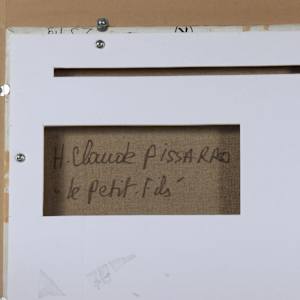 H. Claude PISSARRO
"Le Petit. Fils"